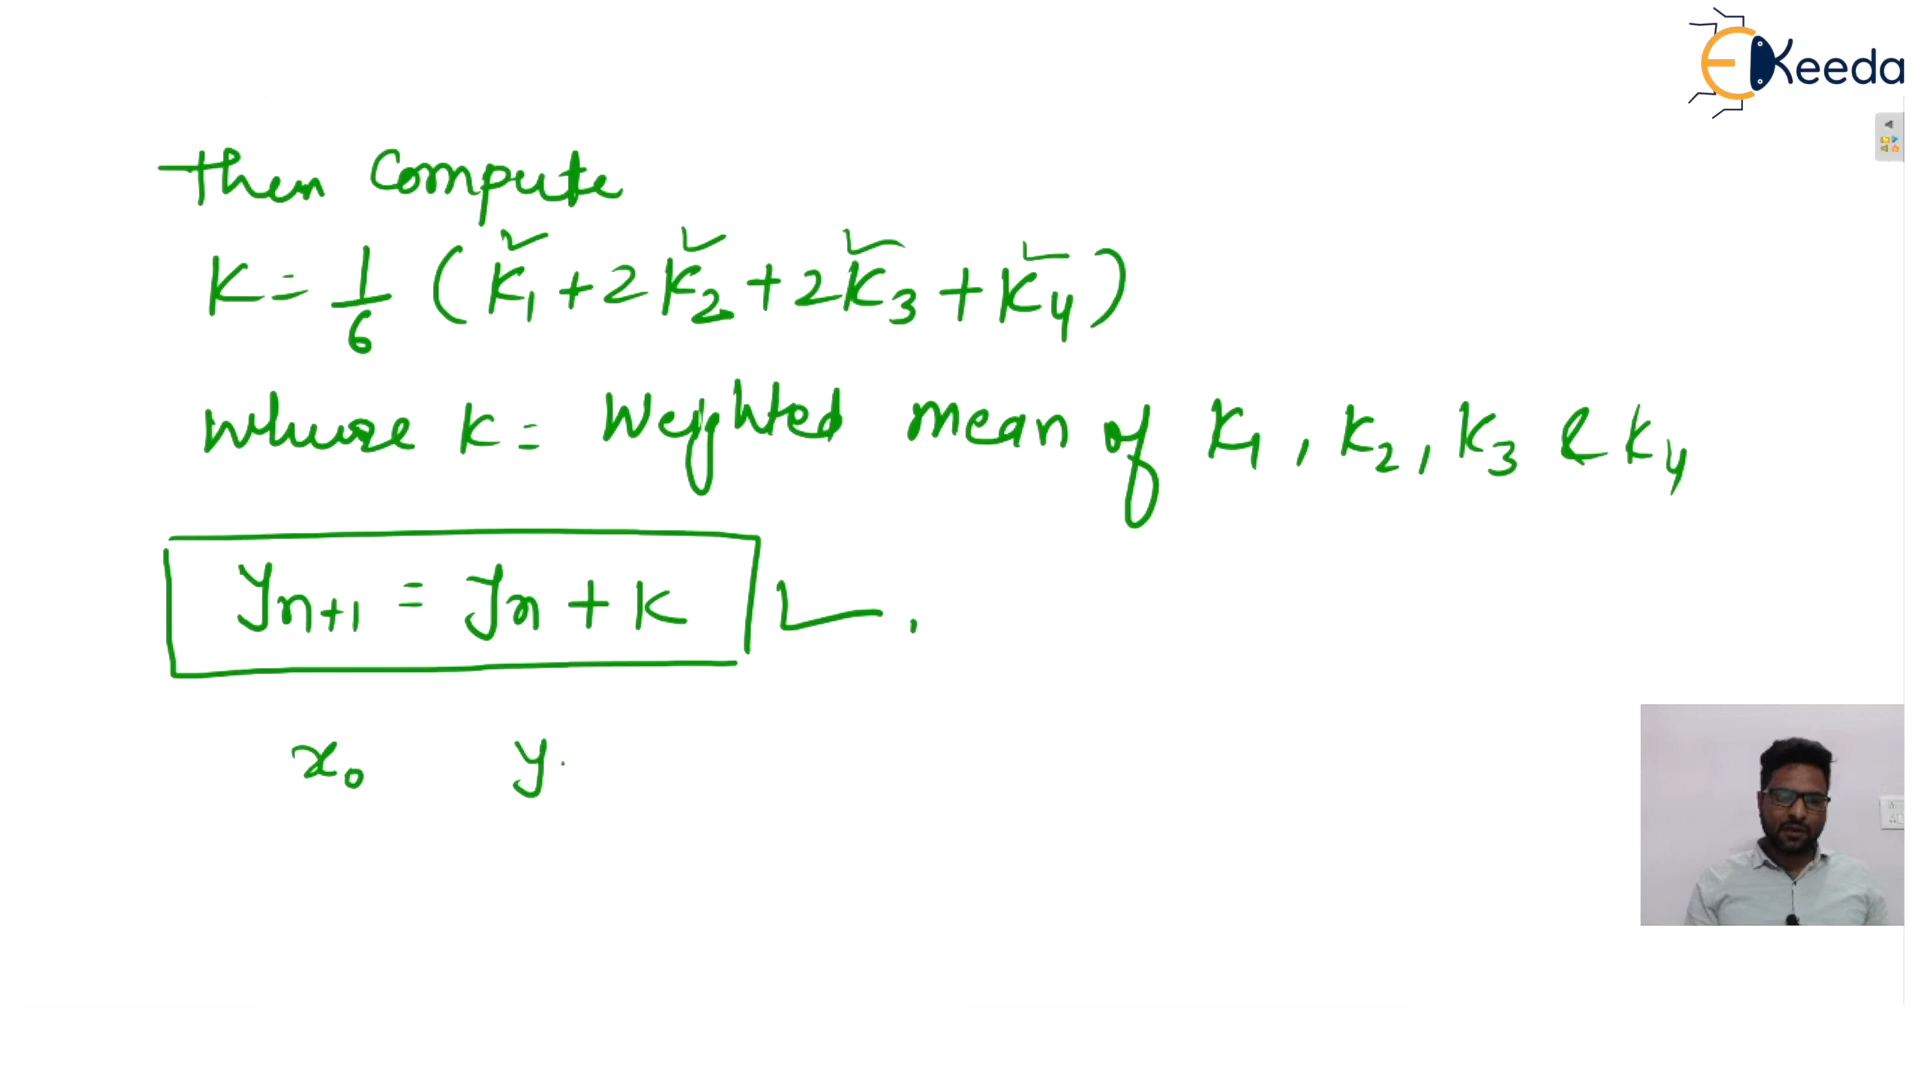 EKeeda
then compute
K = 1/6 (K₁ + 2K₂ + 2K₃ + K₄)
where K = Weighted mean of K₁, K₂, K₃ & K₄
yₙ₊₁ = yₙ + K
x₀ y